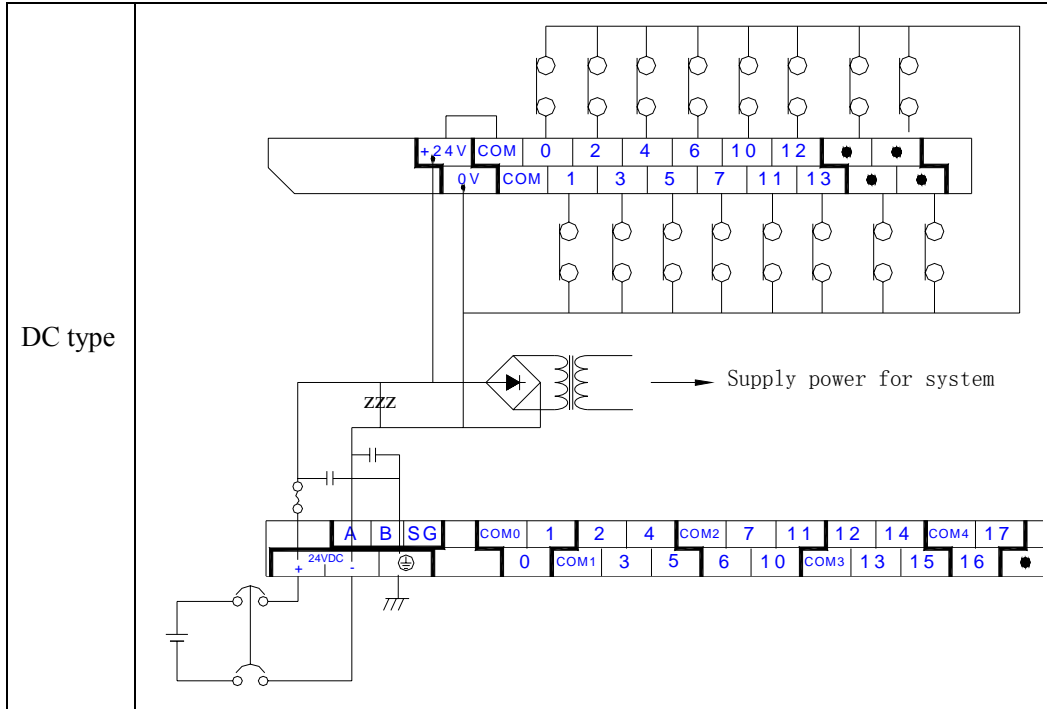 DC type
+24V COM 0 2 4 6 10 12
0V COM 1 3 5 7 11 13
Supply power for system
ZZZ
A B SG COM0 1 2 4 COM2 7 11 12 14 COM4 17
+ 24VDC - 0 COM1 3 5 6 10 COM3 13 15 16